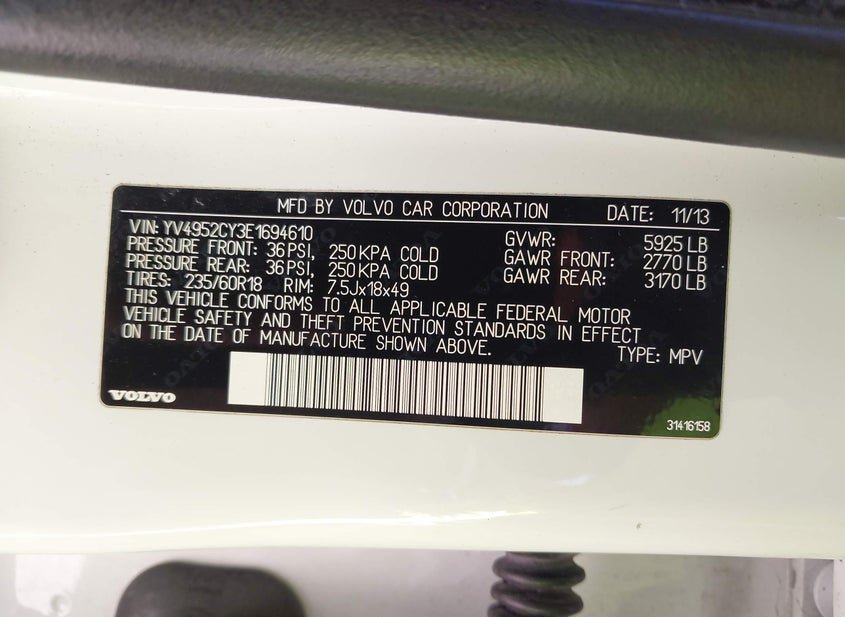 MFD BY VOLVO CAR CORPORATION DATE: 11/13
VIN: YV4952CY3E1694610 GVWR: 5925 LB
PRESSURE FRONT: 36 PSI, 250 KPA COLD GAWR FRONT: 2770 LB
PRESSURE REAR: 36 PSI, 250 KPA COLD GAWR REAR: 3170 LB
TIRES: 235/60R18 RIM: 7.5Jx18x49
THIS VEHICLE CONFORMS TO ALL APPLICABLE FEDERAL MOTOR
VEHICLE SAFETY AND THEFT PREVENTION STANDARDS IN EFFECT
ON THE DATE OF MANUFACTURE SHOWN ABOVE. TYPE: MPV
VOLVO 31416158